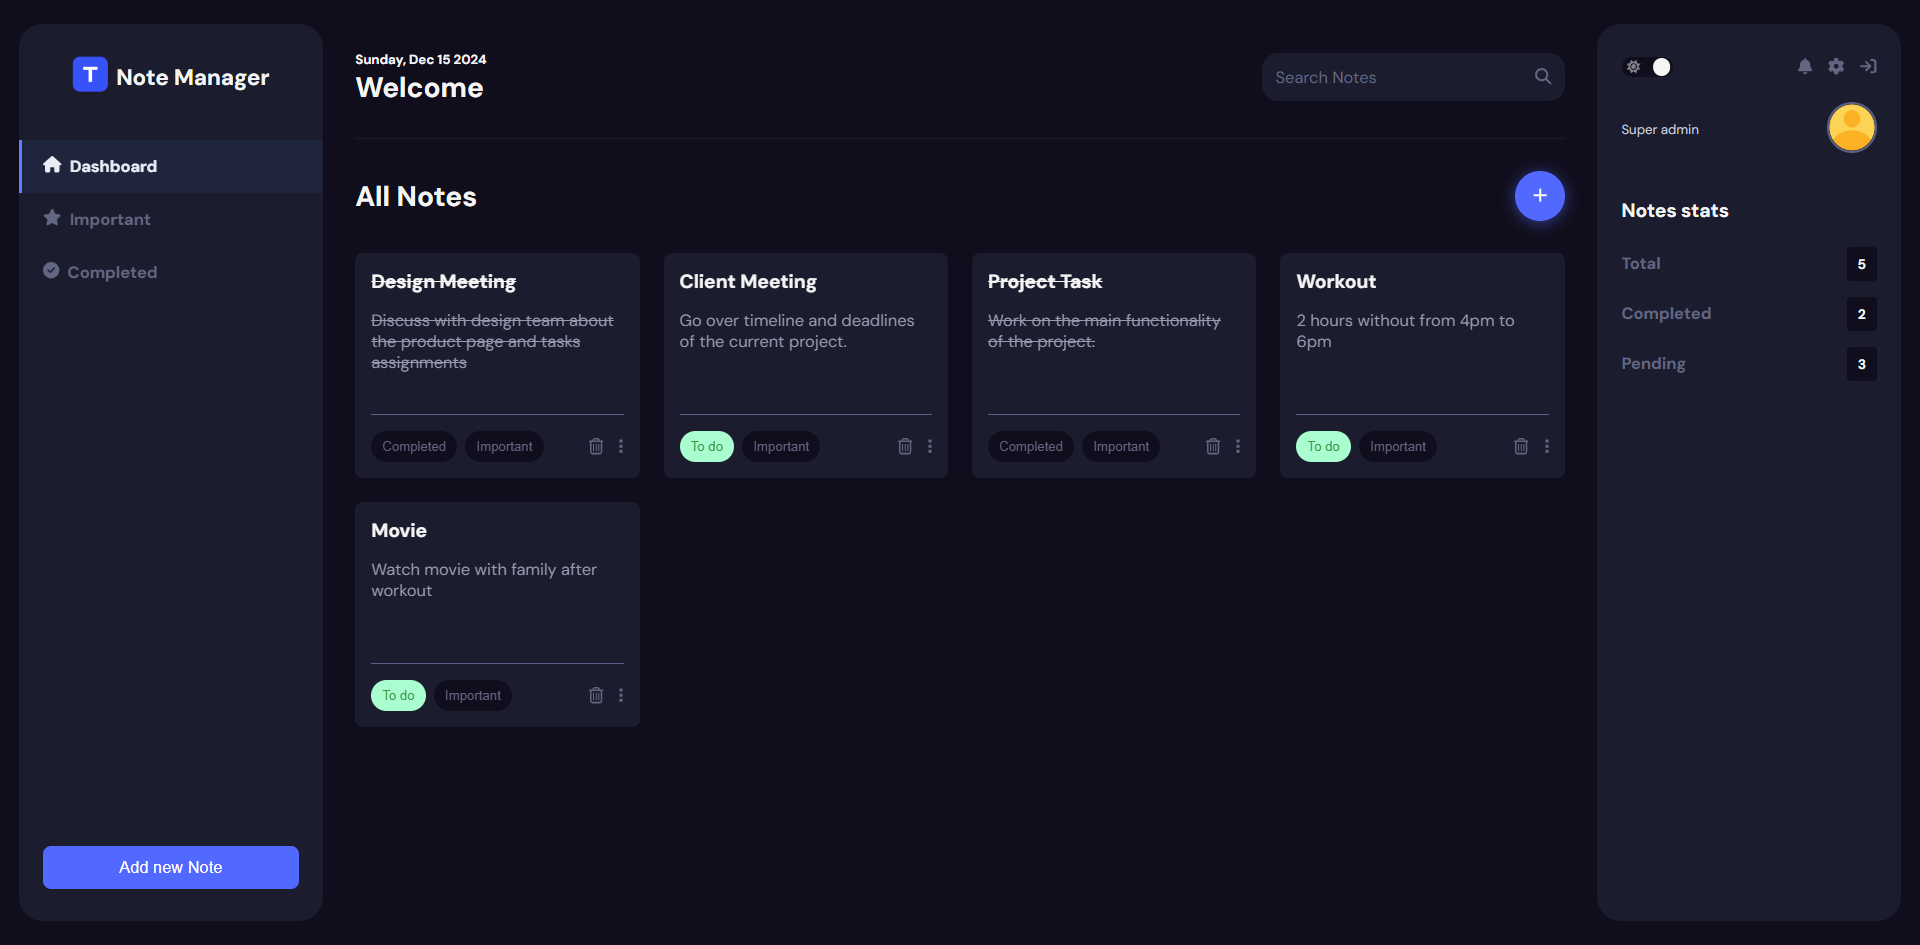 T Note Manager
Dashboard
Important
Completed
Add new Note
Sunday, Dec 15 2024
Welcome
Search Notes
All Notes
+
Design Meeting
Discuss with design team about
the product page and tasks
assignments
Completed Important
Client Meeting
Go over timeline and deadlines
of the current project.
To do Important
Project Task
Work on the main functionality
of the project.
Completed Important
Workout
2 hours without from 4pm to
6pm
To do Important
Movie
Watch movie with family after
workout
To do Important
Super admin
Notes stats
Total 5
Completed 2
Pending 3